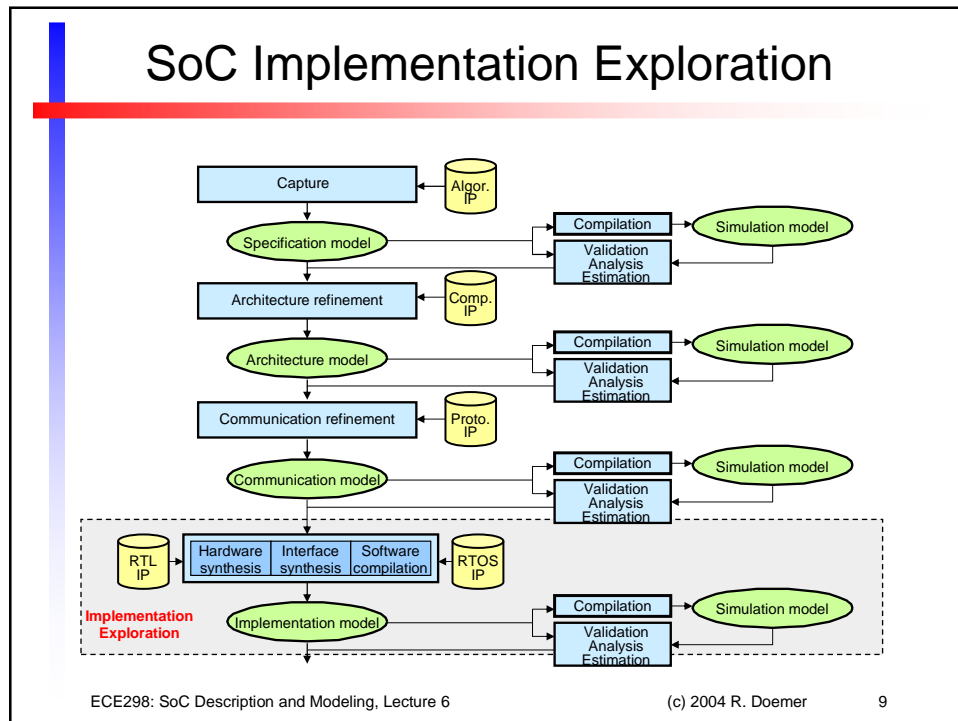 SoC Implementation Exploration
Capture
Algor.
IP
Specification model
Compilation
Simulation model
Validation
Analysis
Estimation
Architecture refinement
Comp.
IP
Architecture model
Compilation
Simulation model
Validation
Analysis
Estimation
Communication refinement
Proto.
IP
Communication model
Compilation
Simulation model
Validation
Analysis
Estimation
RTL
IP
Hardware
synthesis
Interface
synthesis
Software
compilation
RTOS
IP
Implementation
Exploration
Implementation model
Compilation
Simulation model
Validation
Analysis
Estimation
ECE298: SoC Description and Modeling, Lecture 6
(c) 2004 R. Doemer
9